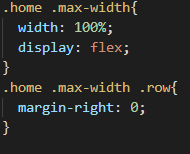 .home .max-width{
  width: 100%;
  display: flex;
}
.home .max-width .row{
  margin-right: 0;
}